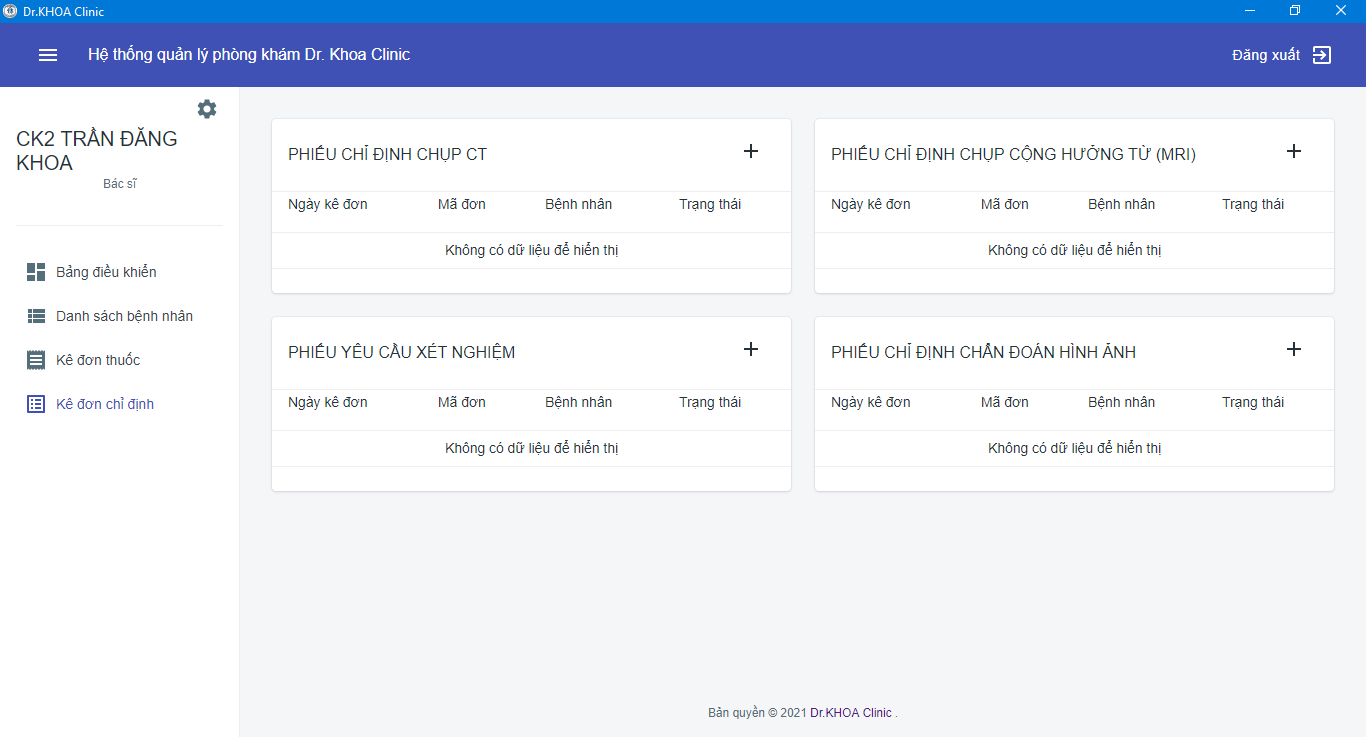 Dr.KHOA Clinic
Hệ thống quản lý phòng khám Dr. Khoa Clinic
Đăng xuất
CK2 TRẦN ĐĂNG
KHOA
Bác sĩ
Bảng điều khiển
Danh sách bệnh nhân
Kê đơn thuốc
Kê đơn chỉ định
PHIẾU CHỈ ĐỊNH CHỤP CT
Ngày kê đơn Mã đơn Bệnh nhân Trạng thái
Không có dữ liệu để hiển thị
PHIẾU CHỈ ĐỊNH CHỤP CỘNG HƯỞNG TỪ (MRI)
Ngày kê đơn Mã đơn Bệnh nhân Trạng thái
Không có dữ liệu để hiển thị
PHIẾU YÊU CẦU XÉT NGHIỆM
Ngày kê đơn Mã đơn Bệnh nhân Trạng thái
Không có dữ liệu để hiển thị
PHIẾU CHỈ ĐỊNH CHẨN ĐOÁN HÌNH ẢNH
Ngày kê đơn Mã đơn Bệnh nhân Trạng thái
Không có dữ liệu để hiển thị
Bản quyền © 2021 Dr.KHOA Clinic .